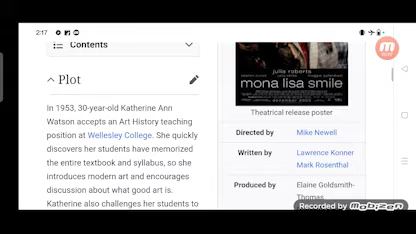 2:17
Contents
Plot
In 1953, 30-year-old Katherine Ann
Watson accepts an Art History teaching
position at Wellesley College. She quickly
discovers her students have memorized
the entire textbook and syllabus, so she
introduces modern art and encourages
discussion about what good art is.
Katherine also challenges her students to
julia roberts
mona lisa smile
Theatrical release poster
Directed by Mike Newell
Written by Lawrence Konner
Mark Rosenthal
Produced by Elaine Goldsmith-
Thomas
Recorded by Mobizen